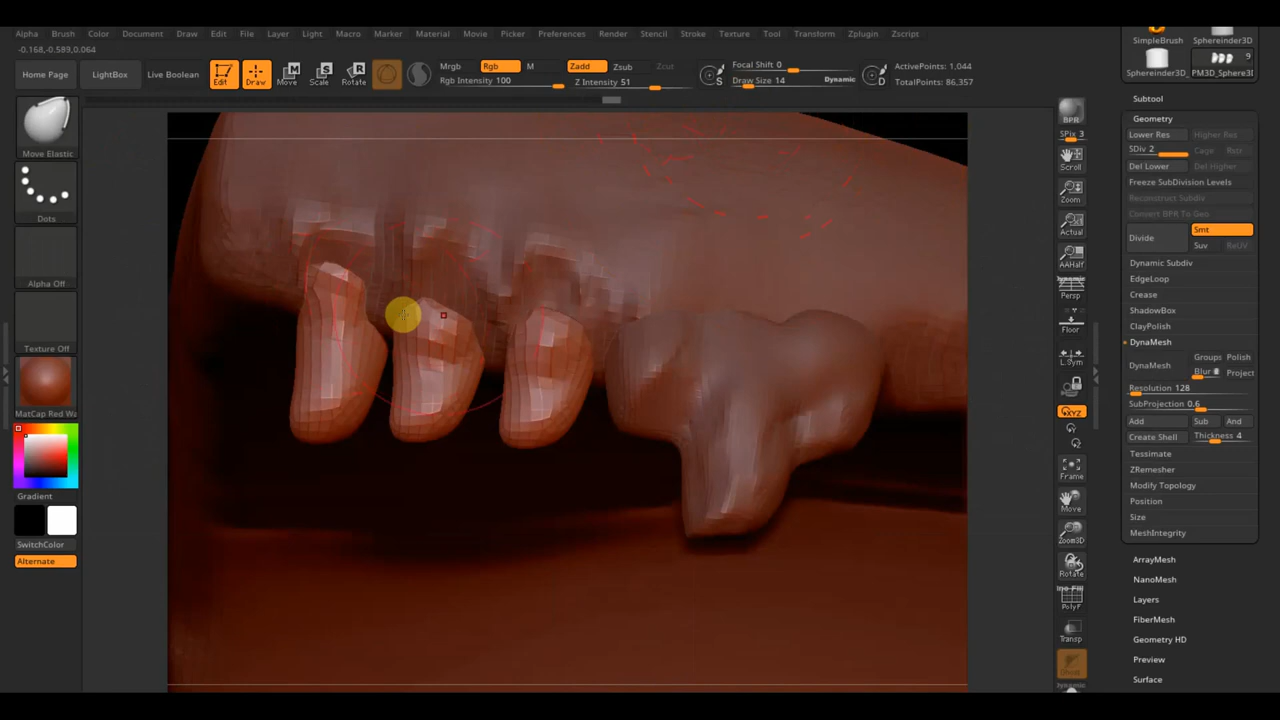 Alpha Brush Color Document Draw Edit File Layer Light Macro Marker Material Movie Picker Preferences Render Stencil Stroke Texture Tool Transform Zplugin Zscript
-0.168,-0.589,0.064
Home Page LightBox Live Boolean Edit Draw Move Scale Rotate
Mrgb Rgb M
Rgb Intensity 100
Zadd Zsub Zcut
Z Intensity 51
S
Focal Shift 0
Draw Size 14 Dynamic
D
ActivePoints: 1,044
TotalPoints: 86,357
Move Elastic
Dots
Alpha Off
Texture Off
MatCap Red Wa
Gradient
SwitchColor
Alternate
BPR
SPix 3
Scroll
Zoom
Actual
AAHalf
Persp
Floor
L.Sym
XYZ
Frame
Move
Zoom3D
Rotate
PolyF
Transp
Dynamic
SimpleBrush Sphereinder3D
9
Sphereinder3D_ PM3D_Sphere3D
Subtool
Geometry
Lower Res Higher Res
SDiv 2 Cage Rstr
Del Lower Del Higher
Freeze SubDivision Levels
Reconstruct Subdiv
Convert BPR To Geo
Divide Smt
Suv ReUV
Dynamic Subdiv
EdgeLoop
Crease
ShadowBox
ClayPolish
DynaMesh
DynaMesh Groups Polish
Blur Project
Resolution 128
SubProjection 0.6
Add Sub And
Create Shell Thickness 4
Tessimate
ZRemesher
Modify Topology
Position
Size
MeshIntegrity
ArrayMesh
NanoMesh
Layers
FiberMesh
Geometry HD
Preview
Surface